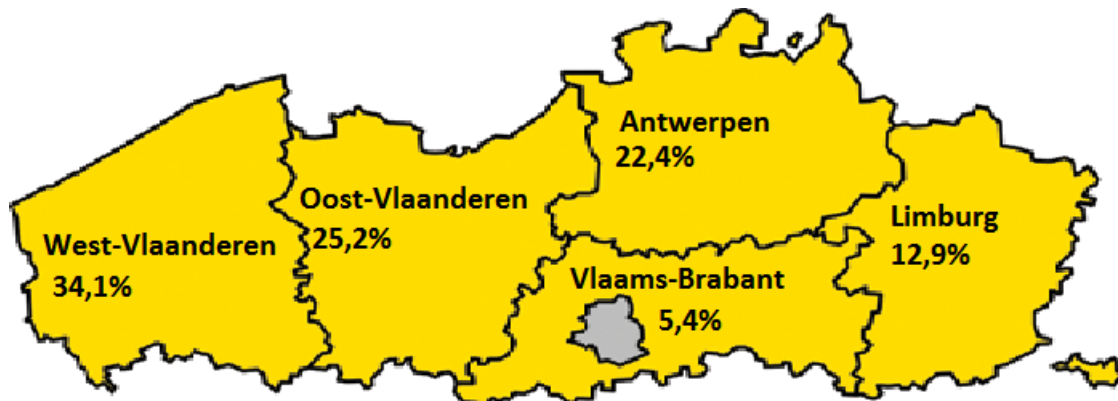 West-Vlaanderen
34,1%
Oost-Vlaanderen
25,2%
Antwerpen
22,4%
Vlaams-Brabant
5,4%
Limburg
12,9%